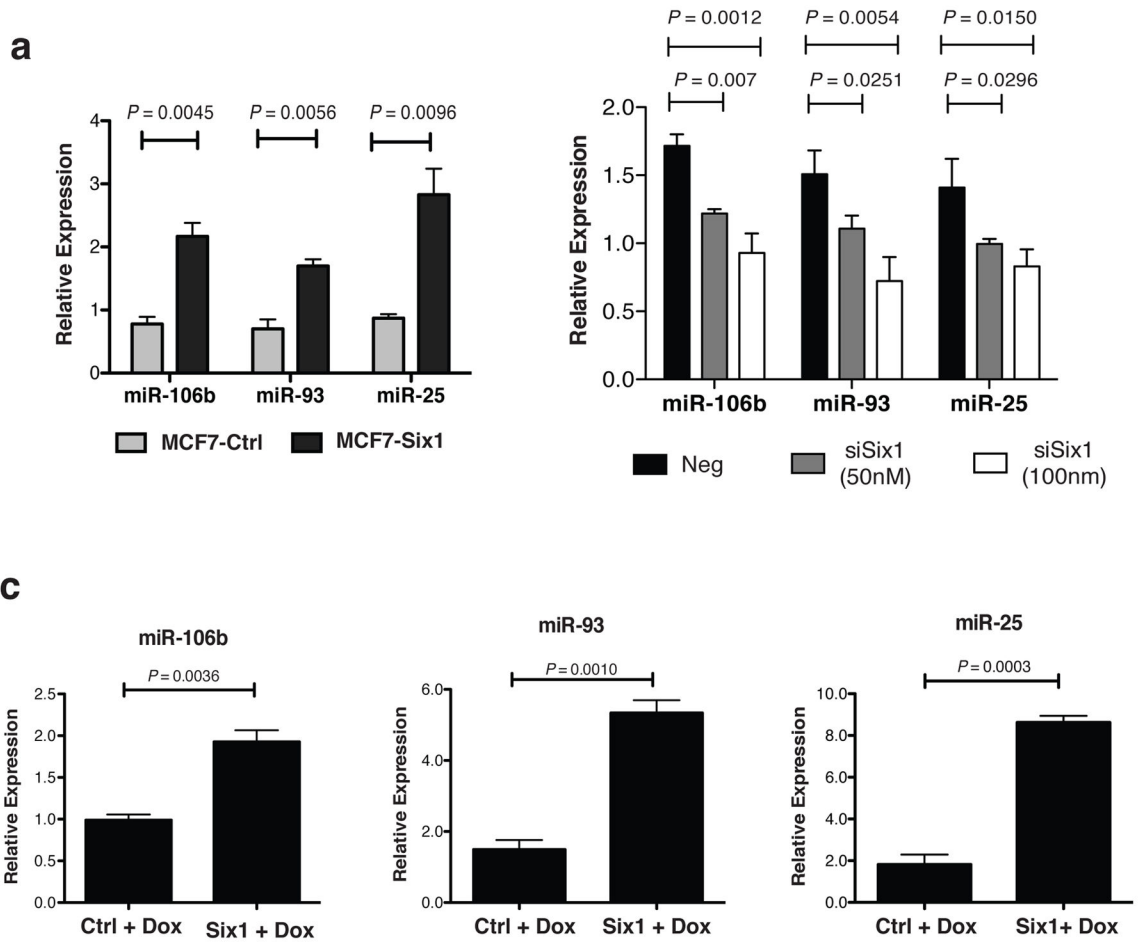 a
P = 0.0045 P = 0.0056 P = 0.0096
4
3
2
1
0
Relative Expression
miR-106b miR-93 miR-25
MCF7-Ctrl MCF7-Six1
P = 0.0012 P = 0.0054 P = 0.0150
P = 0.007 P = 0.0251 P = 0.0296
2.0
1.5
1.0
0.5
0.0
Relative Expression
miR-106b miR-93 miR-25
Neg
siSix1
(50nM)
siSix1
(100nm)
c
miR-106b
P = 0.0036
2.5
2.0
1.5
1.0
0.5
0.0
Relative Expression
Ctrl + Dox Six1 + Dox
miR-93
P = 0.0010
6.0
4.0
2.0
0.0
Relative Expression
Ctrl + Dox Six1 + Dox
miR-25
P = 0.0003
10.0
8.0
6.0
4.0
2.0
0.0
Relative Expression
Ctrl + Dox Six1+ Dox